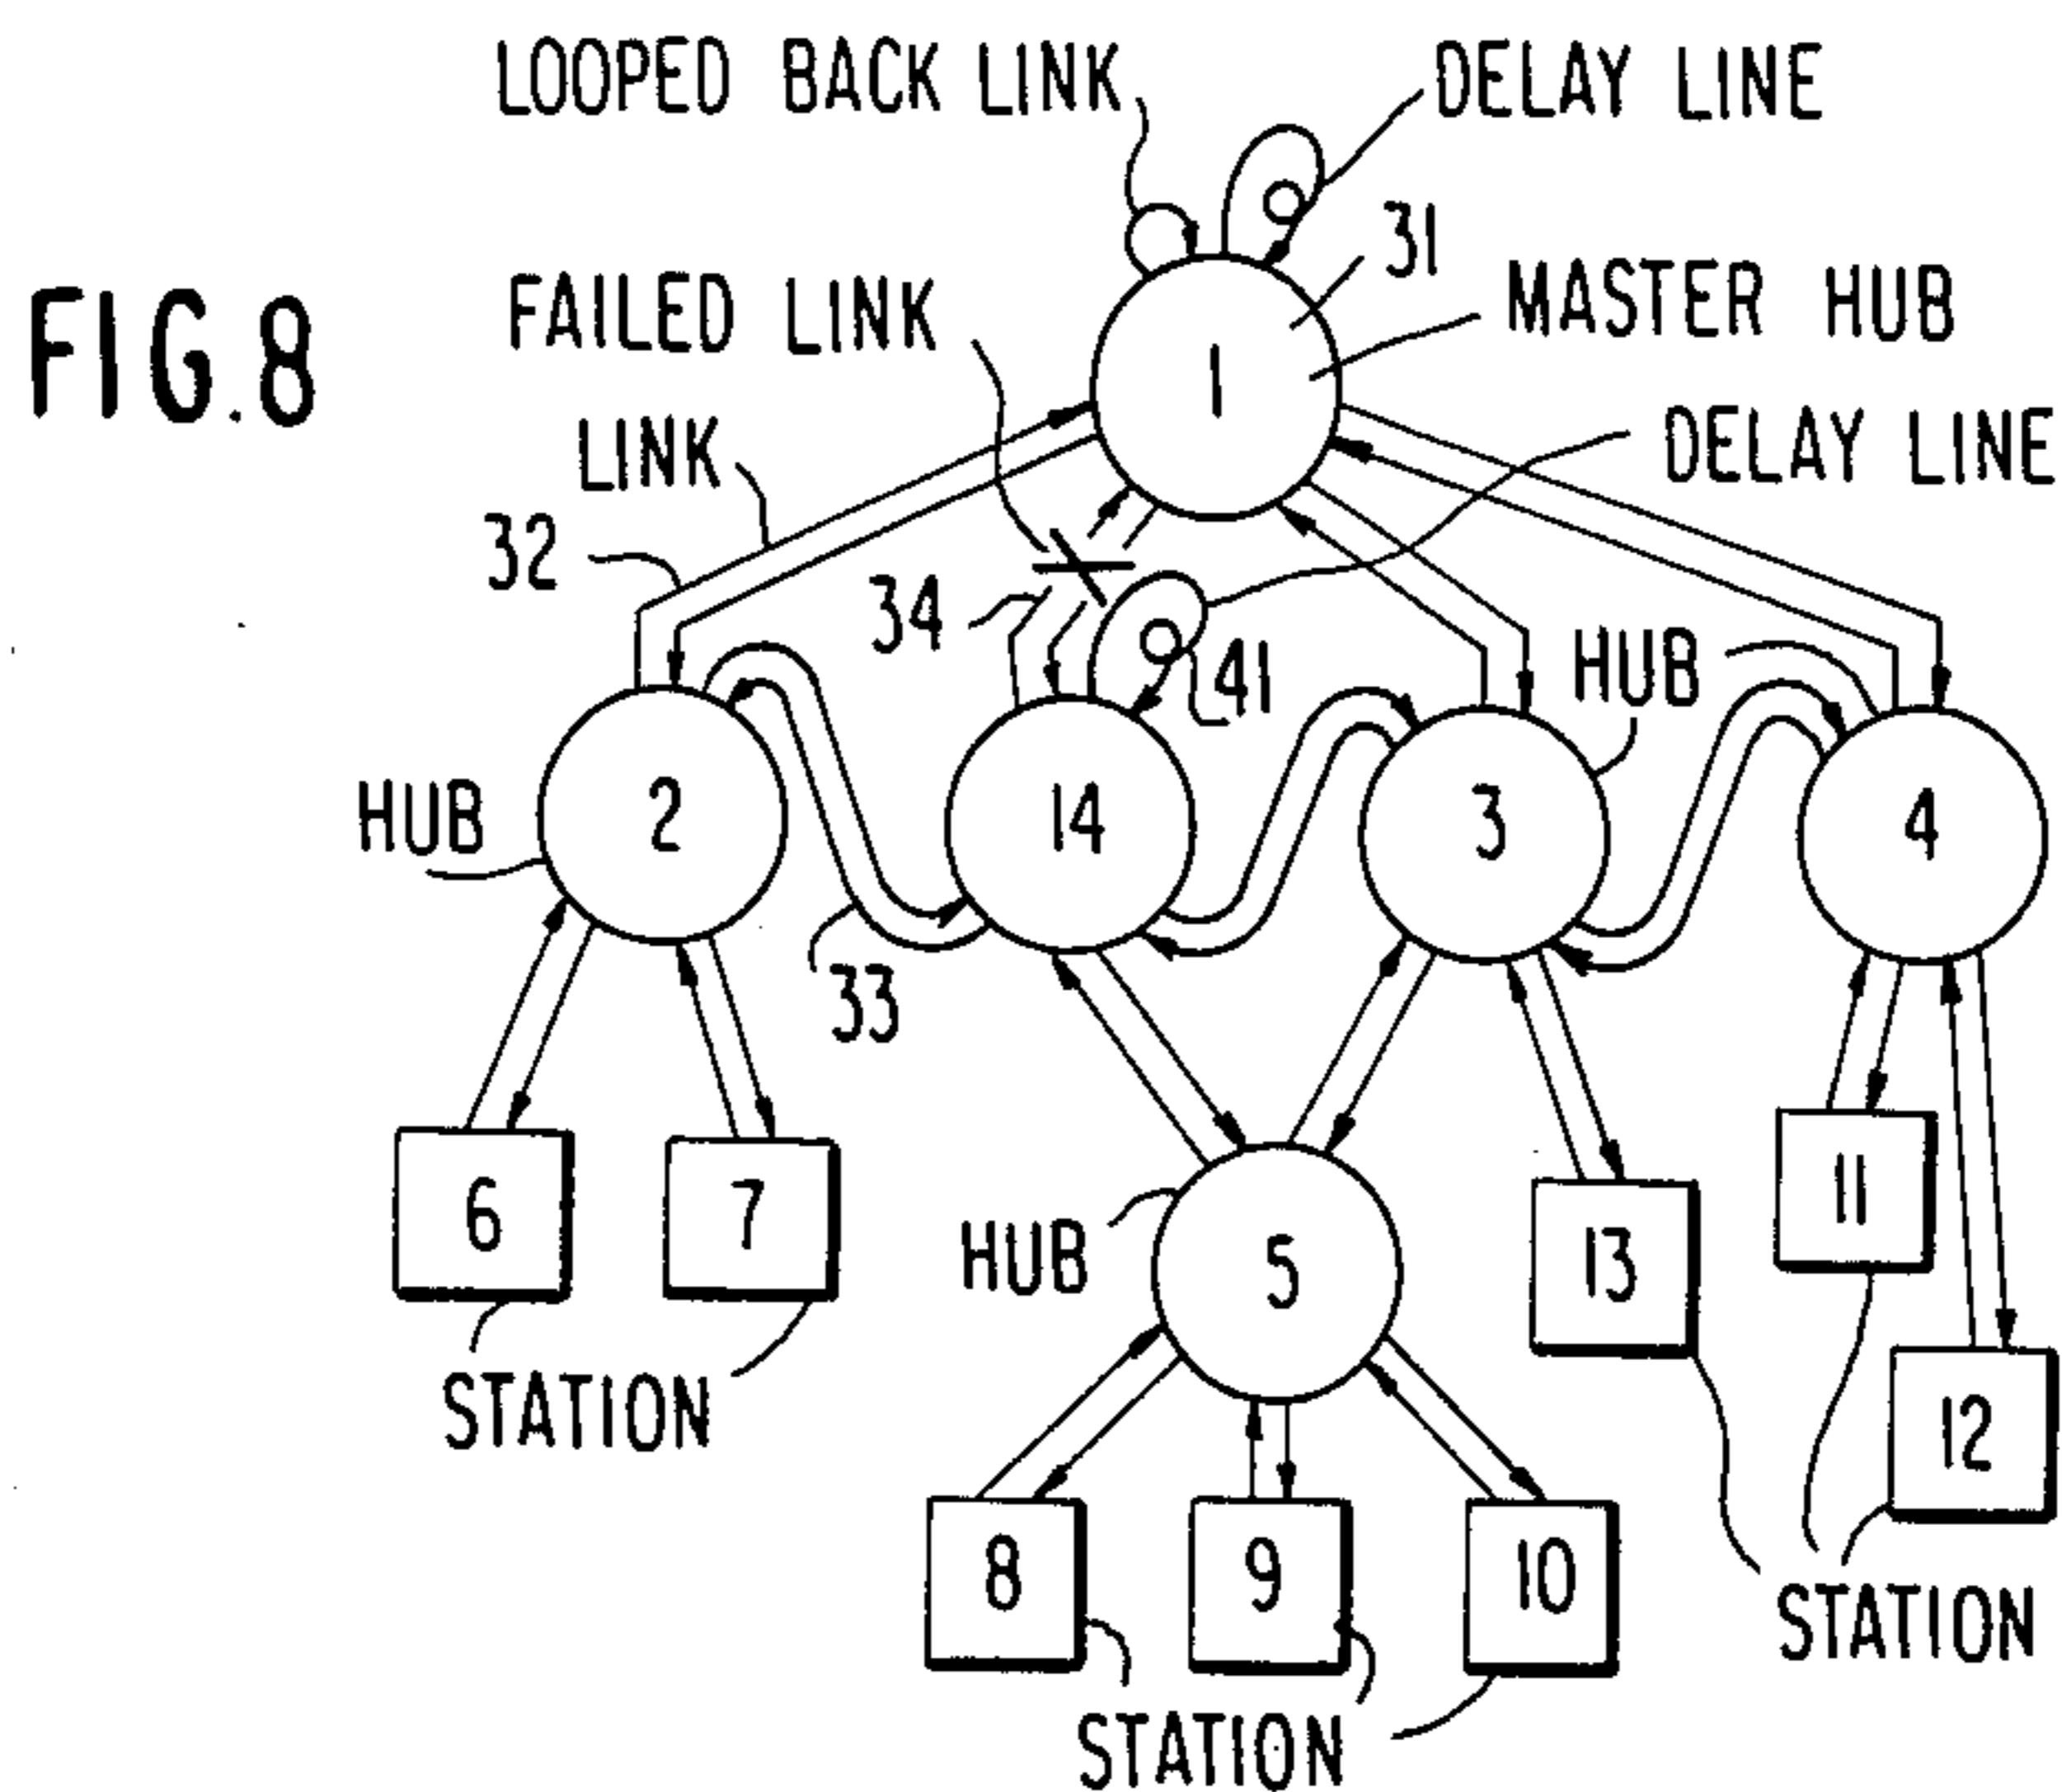 LOOPED BACK LINK
DELAY LINE
31
FIG.8
FAILED LINK
MASTER HUB
1
LINK
DELAY LINE
32
34
41
HUB
HUB
2
14
3
4
33
6
7
HUB
5
13
11
STATION
12
8
9
10
STATION
STATION